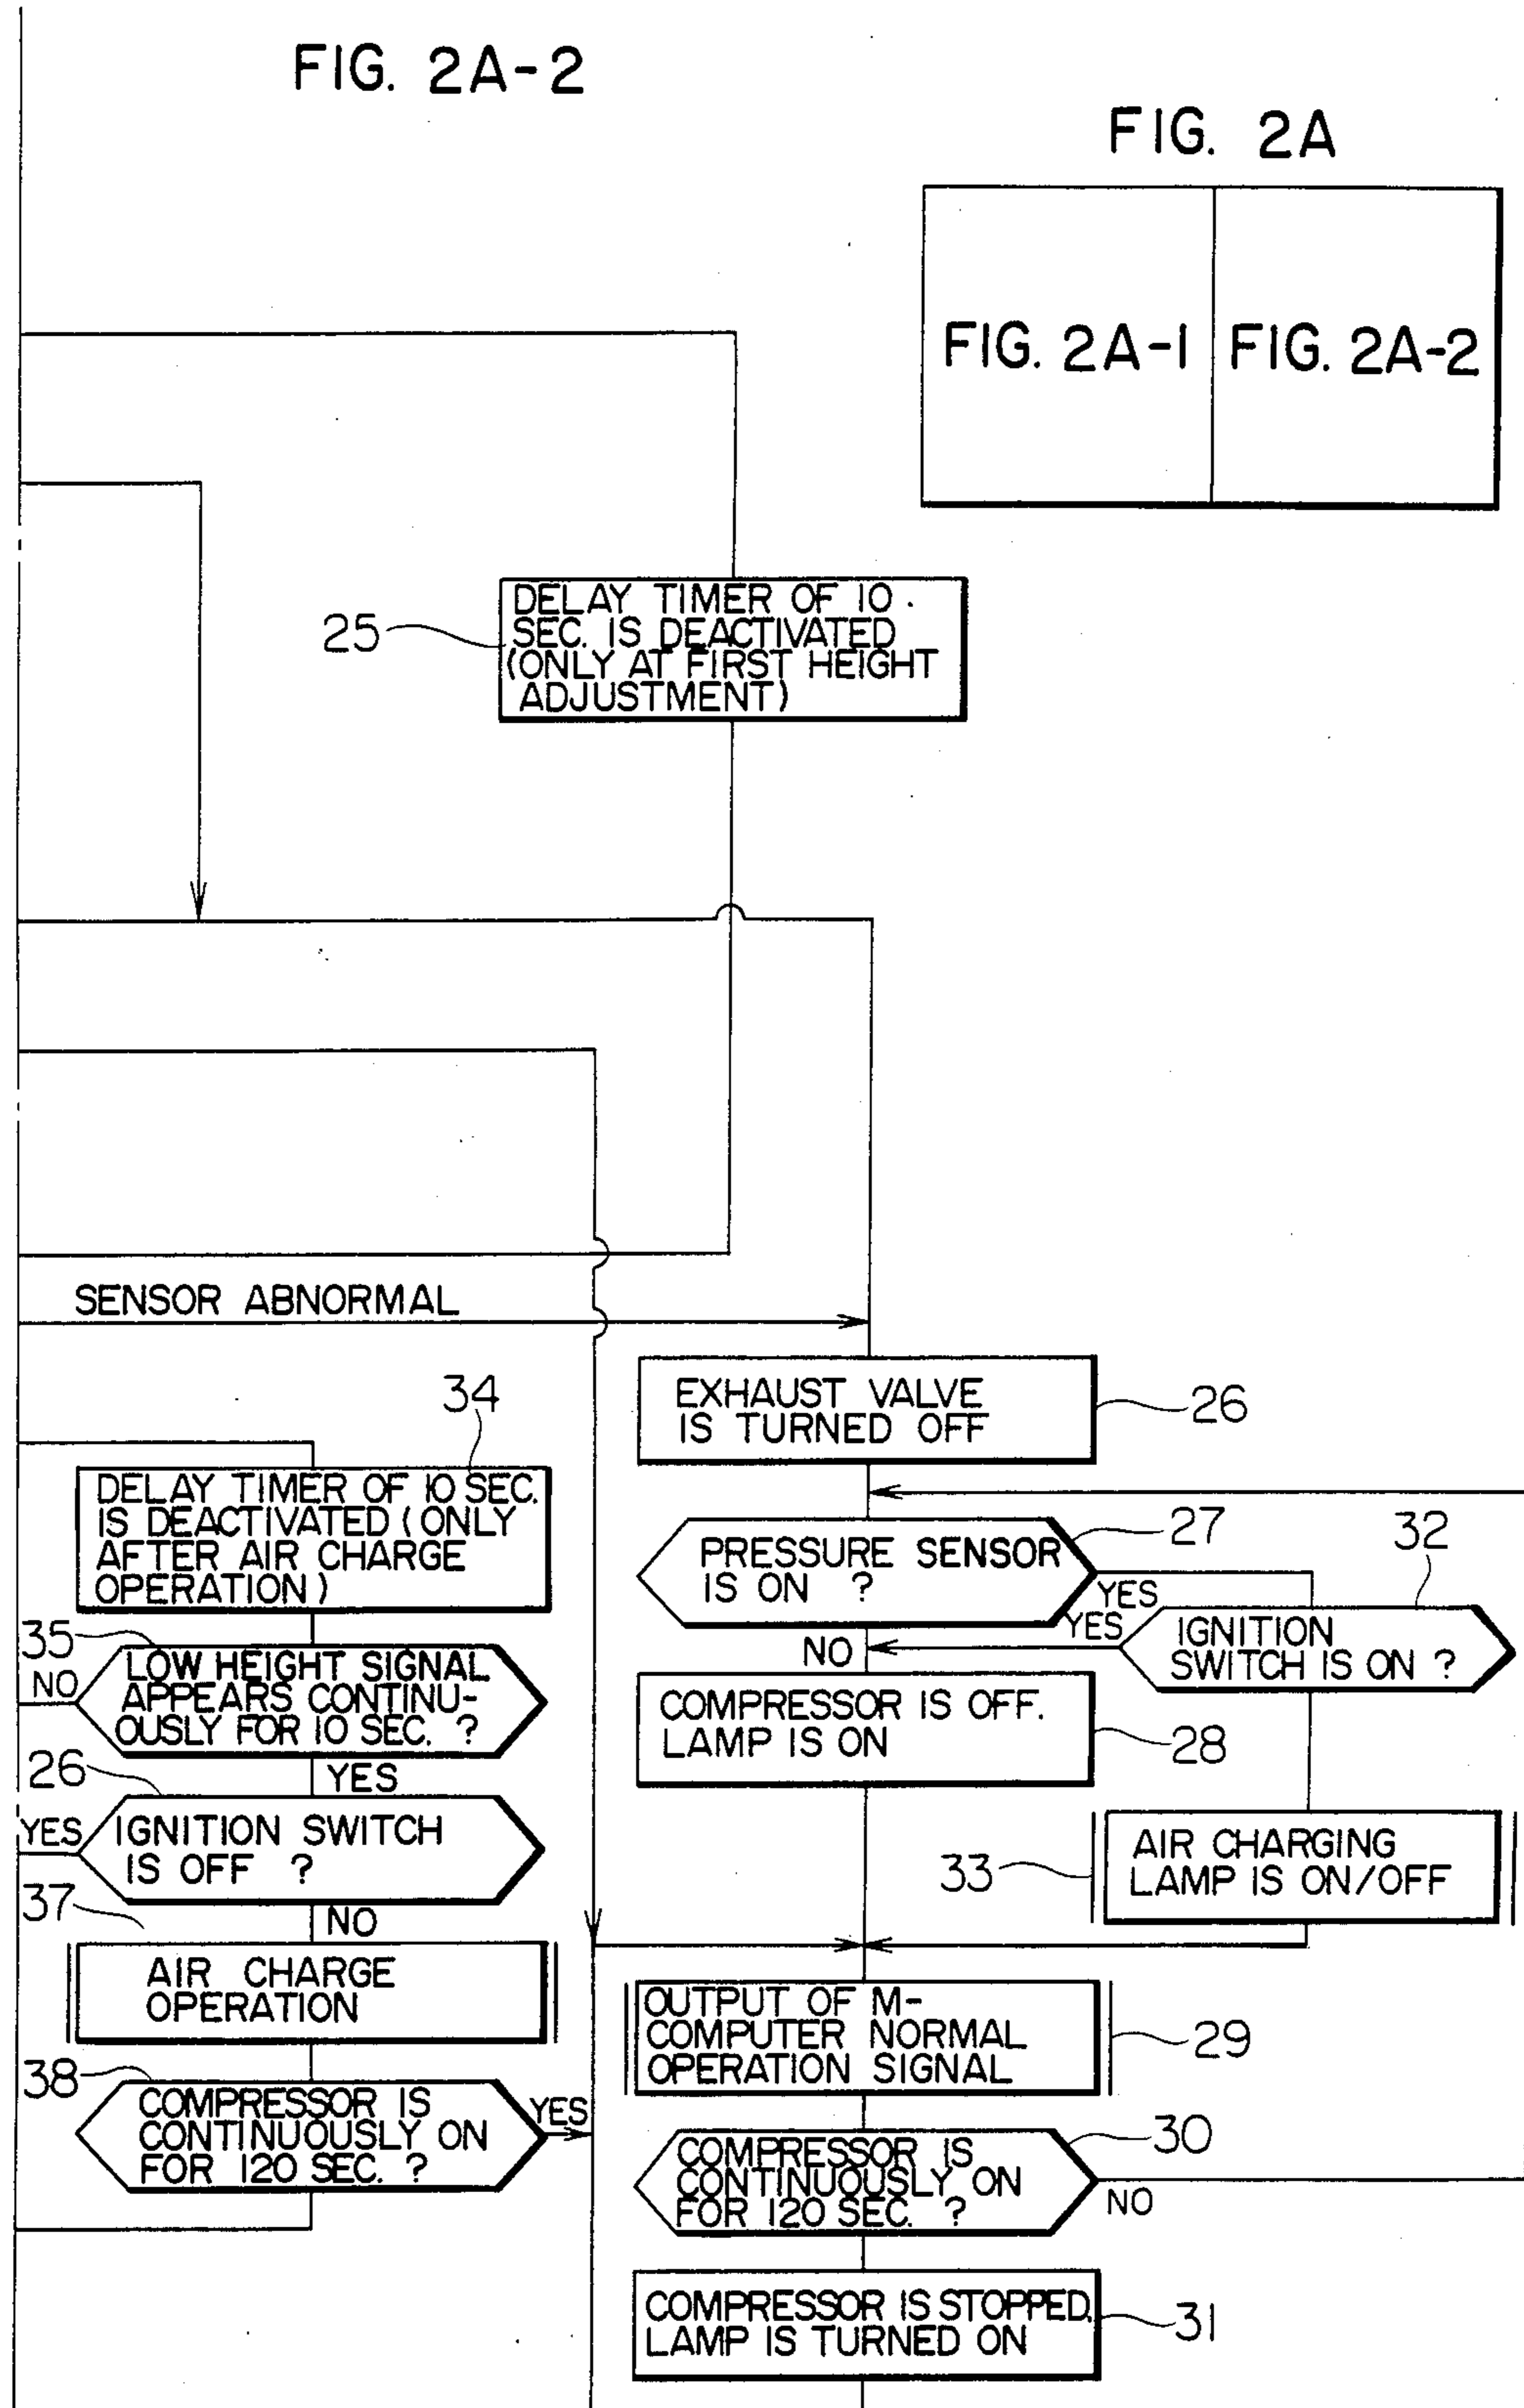 FIG. 2A-2
FIG. 2A
FIG. 2A-1
FIG. 2A-2
25
DELAY TIMER OF 10
SEC. IS DEACTIVATED
(ONLY AT FIRST HEIGHT
ADJUSTMENT)
SENSOR ABNORMAL
EXHAUST VALVE
IS TURNED OFF
26
34
DELAY TIMER OF 10 SEC.
IS DEACTIVATED (ONLY
AFTER AIR CHARGE
OPERATION)
PRESSURE SENSOR
IS ON ?
27
YES
32
IGNITION
SWITCH IS ON ?
YES
NO
35
LOW HEIGHT SIGNAL
APPEARS CONTINU-
OUSLY FOR 10 SEC. ?
NO
YES
COMPRESSOR IS OFF.
LAMP IS ON
28
26
IGNITION SWITCH
IS OFF ?
YES
NO
33
AIR CHARGING
LAMP IS ON/OFF
37
AIR CHARGE
OPERATION
OUTPUT OF M-
COMPUTER NORMAL
OPERATION SIGNAL
29
38
COMPRESSOR IS
CONTINUOUSLY ON
FOR 120 SEC. ?
YES
COMPRESSOR IS
CONTINUOUSLY ON
FOR 120 SEC. ?
30
NO
COMPRESSOR IS STOPPED.
LAMP IS TURNED ON
31